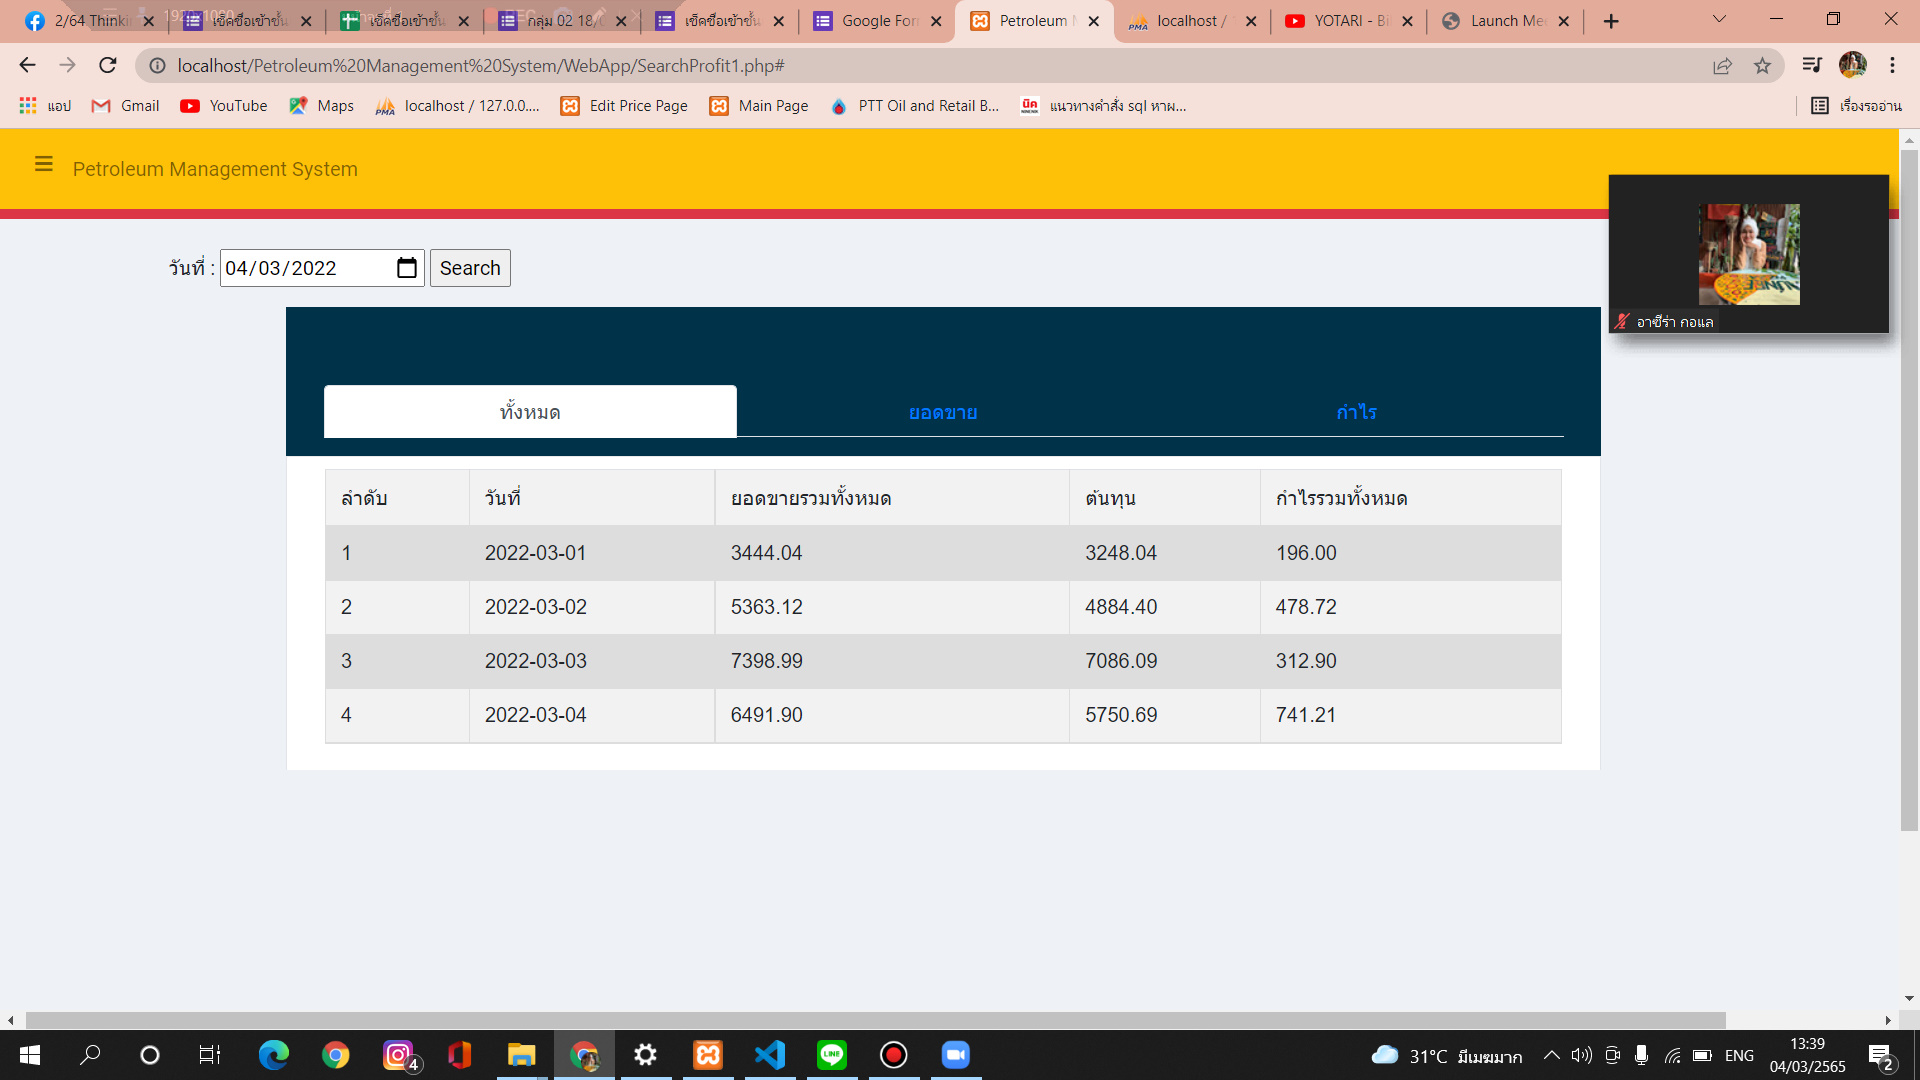 2/64 Thinkin
เช็คชื่อเข้าชั้น
เช็คชื่อเข้าชั้น
กลุ่ม 02 18/
เช็คชื่อเข้าชั้น
Google For
Petroleum M
localhost /
YOTARI - Bi
Launch Mee
localhost/Petroleum%20Management%20System/WebApp/SearchProfit1.php#
แอป
Gmail
YouTube
Maps
localhost / 127.0.0....
Edit Price Page
Main Page
PTT Oil and Retail B...
แนวทางคำสั่ง sql หาผ...
เรื่องรออ่าน
Petroleum Management System
วันที่ : 04/03/2022 Search
อาซีร่า กอแล
ทั้งหมด ยอดขาย กำไร
ลำดับ วันที่ ยอดขายรวมทั้งหมด ต้นทุน กำไรรวมทั้งหมด
1 2022-03-01 3444.04 3248.04 196.00
2 2022-03-02 5363.12 4884.40 478.72
3 2022-03-03 7398.99 7086.09 312.90
4 2022-03-04 6491.90 5750.69 741.21
4
LINE
31°C มีเมฆมาก
ENG
13:39
04/03/2565
2